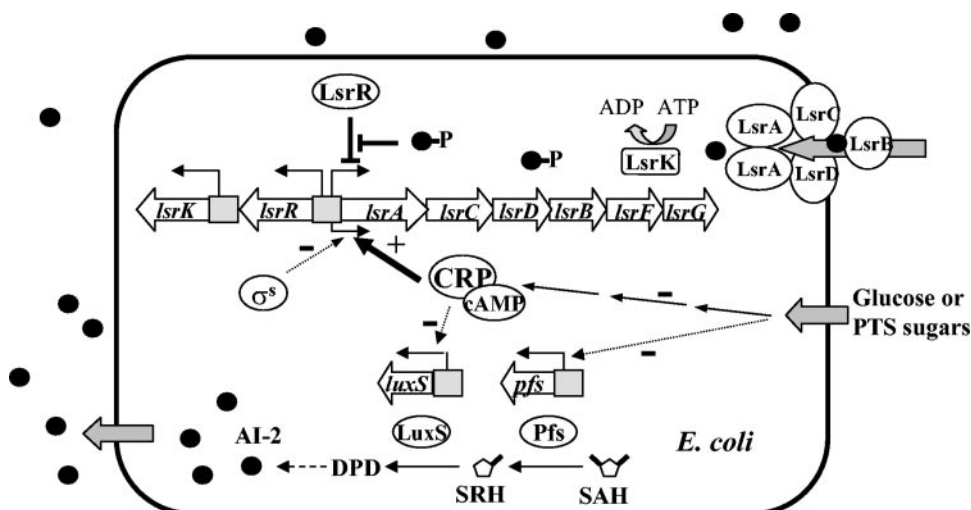 LsrR
ADP ATP
LsrK
P
P
LsrA
LsrC
LsrB
LsrA
LsrD
lsrK lsrR lsrA lsrC lsrD lsrB lsrF lsrG
-
+
σˢ
CRP
cAMP
-
-
-
Glucose or
PTS sugars
luxS
pfs
LuxS
Pfs
E. coli
AI-2
DPD
SRH
SAH